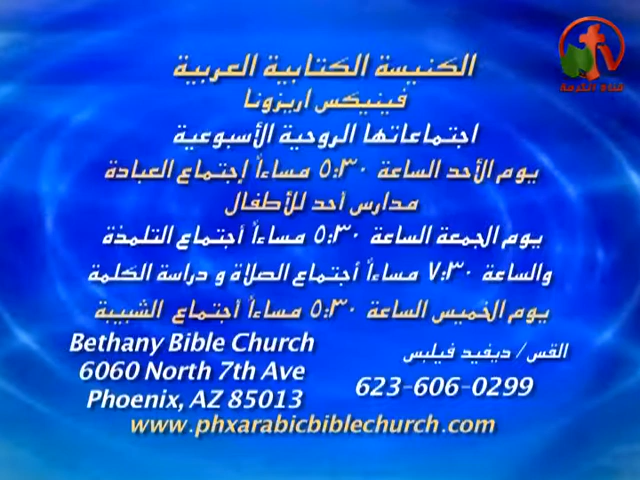 قناة الكرمة
الكنيسة الكتابية العربية
فينيكس اريزونا
اجتماعاتها الروحية الأسبوعية
يوم الأحد الساعة ٥:٣٠ مساءاً إجتماع العبادة
مدارس أحد للأطفال
يوم الجمعة الساعة ٥:٣٠ مساءاً أجتماع التلمذة
والساعة ٧:٣٠ مساءاً أجتماع الصلاة و دراسة الكلمة
يوم الخميس الساعة ٥:٣٠ مساءاً أجتماع الشبيبة
Bethany Bible Church
6060 North 7th Ave
Phoenix, AZ 85013
القس/ ديفيد فيلبس
623-606-0299
www.phxarabicbiblechurch.com